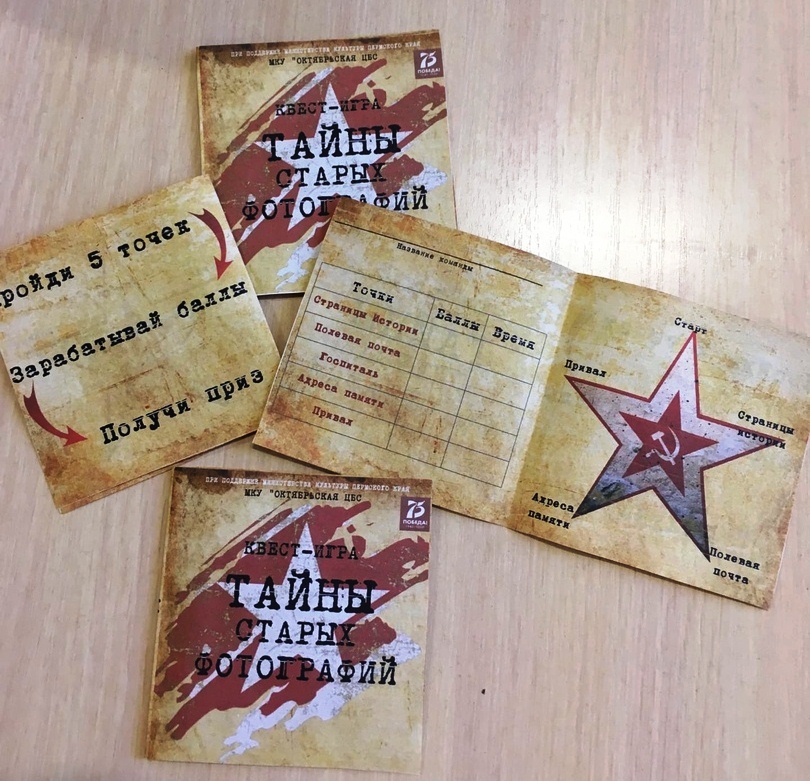 ПРИ ПОДДЕРЖКЕ МИНИСТЕРСТВА КУЛЬТУРЫ ПЕРМСКОГО КРАЯ
МКУ "ОКТЯБРЬСКАЯ ЦБС
75
ПОБЕДА!
КВЕСТ-ИГРА
ТАЙНЫ
СТАРЫХ
ФОТОГРАФИЙ
ройди 5 точек
Зарабатывай баллы
Получи приз
Название команды
Точки Баллы Время
Страницы Истории
Полевая почта
Госпиталь
Адреса памяти
Привал
Старт
Привал
Страницы
истории
Адреса
памяти
Полевая
почта
ПРИ ПОДДЕРЖКЕ МИНИСТЕРСТВА КУЛЬТУРЫ ПЕРМСКОГО КРАЯ
МКУ "ОКТЯБРЬСКАЯ ЦБС
75
ПОБЕДА!
КВЕСТ-ИГРА
ТАЙНЫ
СТАРЫХ
ФОТОГРАФИЙ